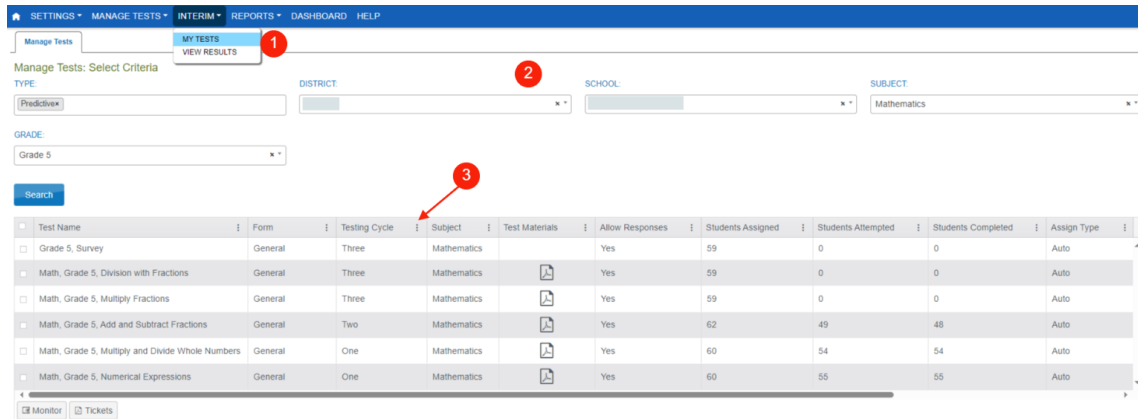 SETTINGS MANAGE TESTS INTERIM REPORTS DASHBOARD HELP
MY TESTS
VIEW RESULTS
1
Manage Tests
Manage Tests: Select Criteria
2
TYPE: DISTRICT: SCHOOL: SUBJECT:
Predictive× × × Mathematics ×
GRADE:
Grade 5 ×
3
Search
Test Name Form Testing Cycle Subject Test Materials Allow Responses Students Assigned Students Attempted Students Completed Assign Type
Grade 5, Survey General Three Mathematics Yes 59 0 0 Auto
Math, Grade 5, Division with Fractions General Three Mathematics Yes 59 0 0 Auto
Math, Grade 5, Multiply Fractions General Three Mathematics Yes 59 0 0 Auto
Math, Grade 5, Add and Subtract Fractions General Two Mathematics Yes 62 49 48 Auto
Math, Grade 5, Multiply and Divide Whole Numbers General One Mathematics Yes 60 54 54 Auto
Math, Grade 5, Numerical Expressions General One Mathematics Yes 60 55 55 Auto
Monitor Tickets